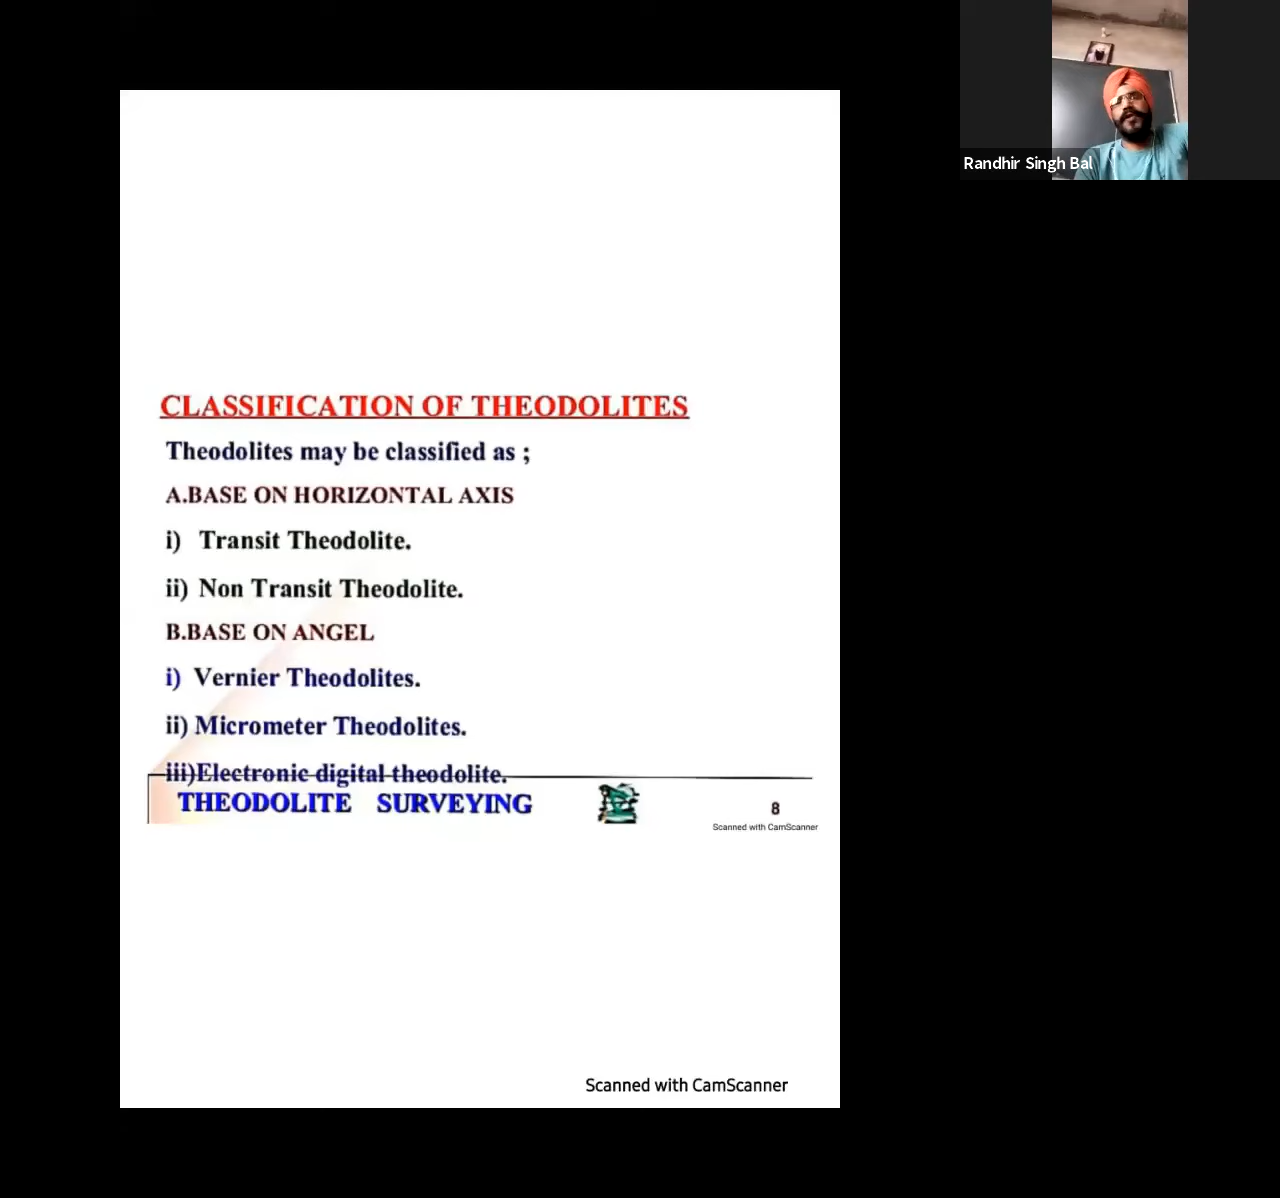 Randhir Singh Bal
CLASSIFICATION OF THEODOLITES
Theodolites may be classified as ;
A.BASE ON HORIZONTAL AXIS
i) Transit Theodolite.
ii) Non Transit Theodolite.
B.BASE ON ANGEL
i) Vernier Theodolites.
ii) Micrometer Theodolites.
iii)Electronic digital theodolite.
THEODOLITE SURVEYING
8
Scanned with CamScanner
Scanned with CamScanner